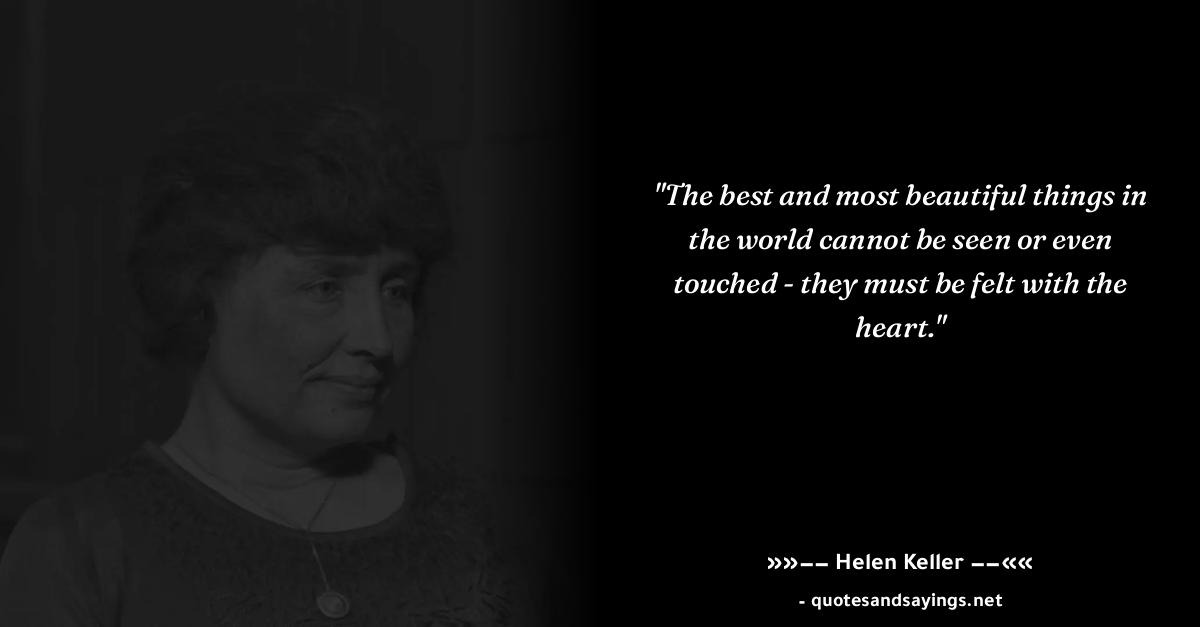 "The best and most beautiful things in
the world cannot be seen or even
touched - they must be felt with the
heart."
»»−− Helen Keller −−««
- quotesandsayings.net